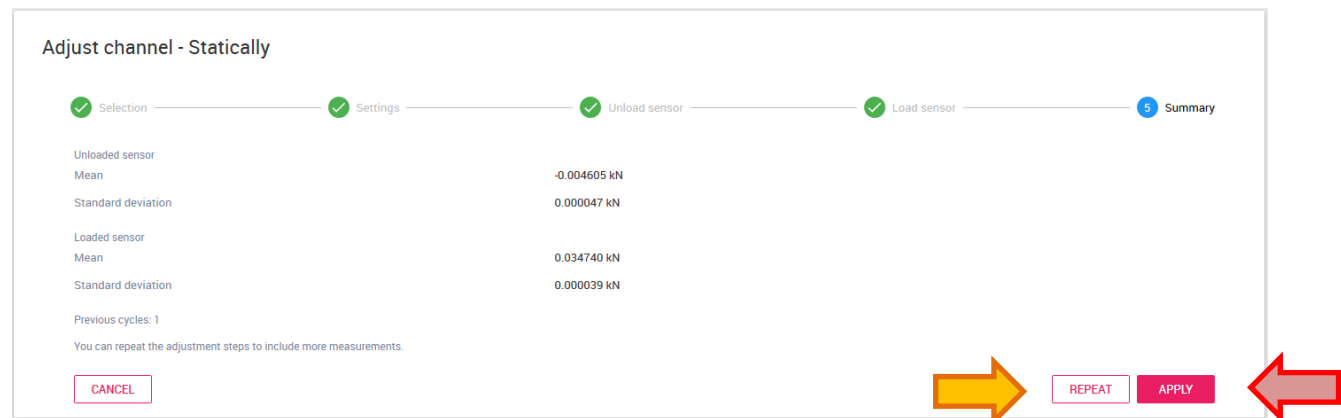 Adjust channel - Statically
Selection
Settings
Unload sensor
Load sensor
5 Summary
Unloaded sensor
Mean -0.004605 kN
Standard deviation 0.000047 kN
Loaded sensor
Mean 0.034740 kN
Standard deviation 0.000039 kN
Previous cycles: 1
You can repeat the adjustment steps to include more measurements.
CANCEL REPEAT APPLY